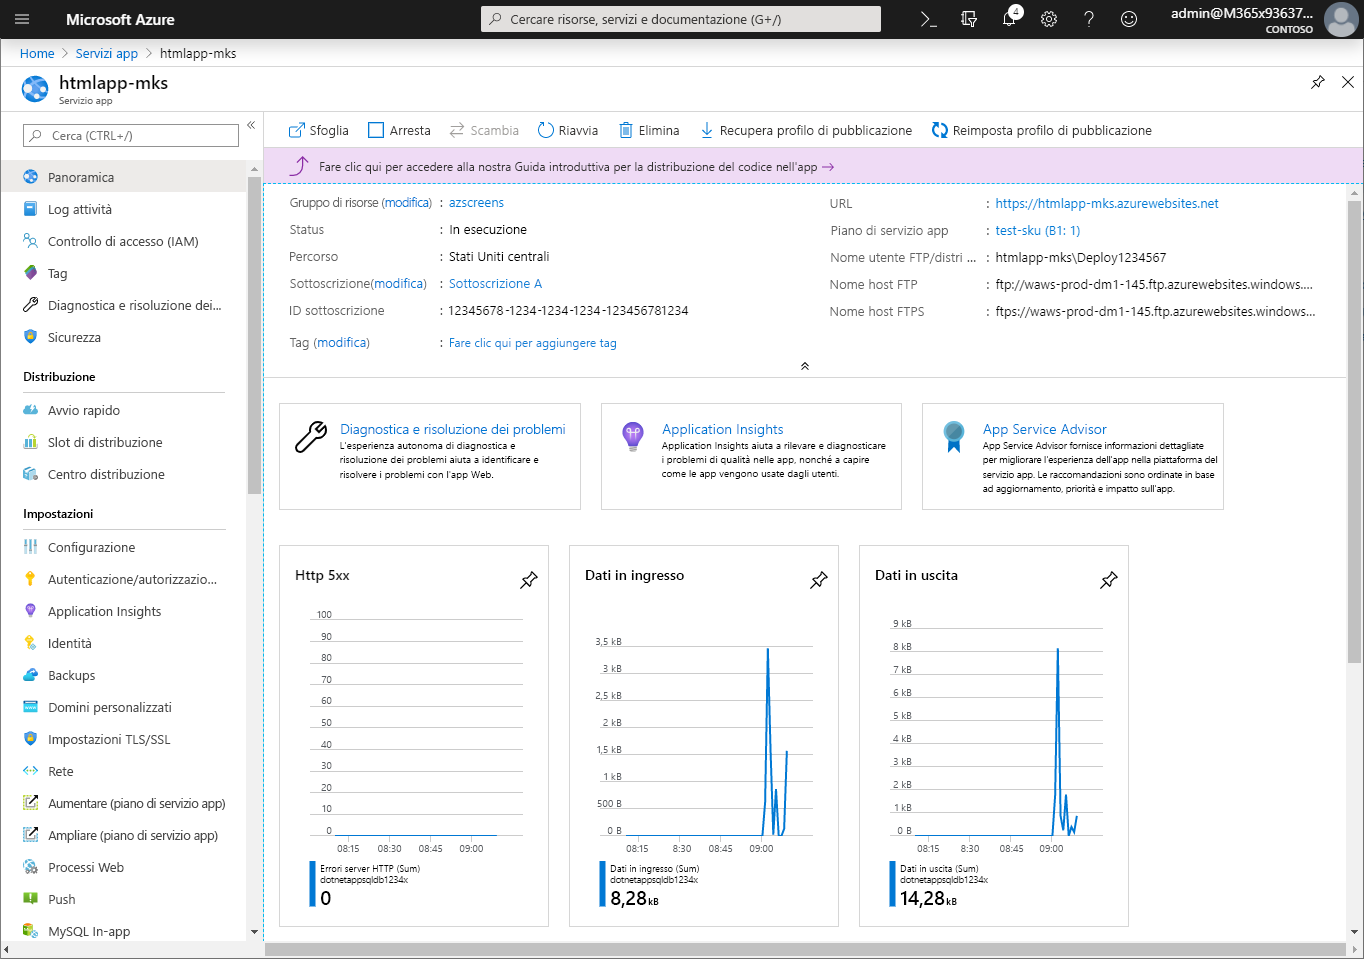 Microsoft Azure
Cercare risorse, servizi e documentazione (G+/)
4
admin@M365x93637...
CONTOSO
Home > Servizi app > htmlapp-mks
htmlapp-mks
Servizio app
Cerca (CTRL+/)
Panoramica
Log attività
Controllo di accesso (IAM)
Tag
Diagnostica e risoluzione dei...
Sicurezza
Distribuzione
Avvio rapido
Slot di distribuzione
Centro distribuzione
Impostazioni
Configurazione
Autenticazione/autorizzazio...
Application Insights
Identità
Backups
Domini personalizzati
Impostazioni TLS/SSL
Rete
Aumentare (piano di servizio app)
Ampliare (piano di servizio app)
Processi Web
Push
MySQL In-app
Sfoglia Arresta Scambia Riavvia Elimina Recupera profilo di pubblicazione Reimposta profilo di pubblicazione
Fare clic qui per accedere alla nostra Guida introduttiva per la distribuzione del codice nell'app →
Gruppo di risorse (modifica) : azscreens
Status : In esecuzione
Percorso : Stati Uniti centrali
Sottoscrizione(modifica) : Sottoscrizione A
ID sottoscrizione : 12345678-1234-1234-1234-123456781234
Tag (modifica) : Fare clic qui per aggiungere tag
URL : https://htmlapp-mks.azurewebsites.net
Piano di servizio app : test-sku (B1: 1)
Nome utente FTP/distri ... : htmlapp-mks\Deploy1234567
Nome host FTP : ftp://waws-prod-dm1-145.ftp.azurewebsites.windows....
Nome host FTPS : ftps://waws-prod-dm1-145.ftp.azurewebsites.windows...
Diagnostica e risoluzione dei problemi
L'esperienza autonoma di diagnostica e
risoluzione dei problemi aiuta a identificare e
risolvere i problemi con l'app Web.
Application Insights
Application Insights aiuta a rilevare e diagnosticare
i problemi di qualità nelle app, nonché a capire
come le app vengono usate dagli utenti.
App Service Advisor
App Service Advisor fornisce informazioni dettagliate
per migliorare l'esperienza dell'app nella piattaforma del
servizio app. Le raccomandazioni sono ordinate in base
ad aggiornamento, priorità e impatto sull'app.
Http 5xx
100
90
80
70
60
50
40
30
20
10
0
08:15 08:30 08:45 09:00
Errori server HTTP (Sum)
dotnetappsqldb1234x
0
Dati in ingresso
3,5 kB
3 kB
2,5 kB
2 kB
1,5 kB
1 kB
500 B
0 B
08:15 8:30 08:45 09:00
Dati in ingresso (Sum)
dotnetappsqldb1234x
8,28 kB
Dati in uscita
9 kB
8 kB
7 kB
6 kB
5 kB
4 kB
3 kB
2 kB
1 kB
0 B
08:15 8:30 08:45 09:00
Dati in uscita (Sum)
dotnetappsqldb1234x
14,28 kB